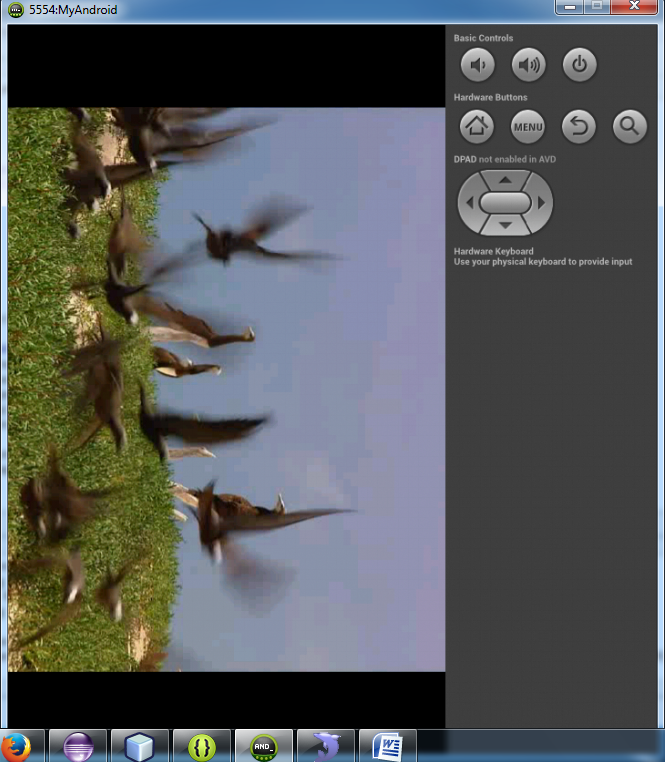 5554:MyAndroid
Basic Controls
Hardware Buttons
MENU
DPAD not enabled in AVD
Hardware Keyboard
Use your physical keyboard to provide input
{}
AND_
W